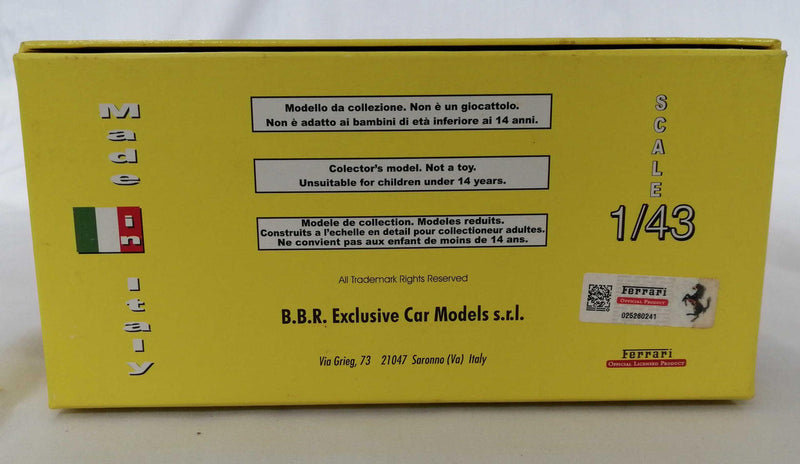 Made
in
Italy
Modello da collezione. Non è un giocattolo.
Non è adatto ai bambini di età inferiore ai 14 anni.
Colector's model. Not a toy.
Unsuitable for children under 14 years.
Modele de collection. Modeles reduits.
Construits a l'echelle en detail pour collectioneur adultes.
Ne convient pas aux enfant de moins de 14 ans.
All Trademark Rights Reserved
B.B.R. Exclusive Car Models s.r.l.
Via Grieg, 73 21047 Saronno (Va) Italy
SCALE
1/43
Ferrari
Official Product
025260241
Ferrari
Official Licensed Product